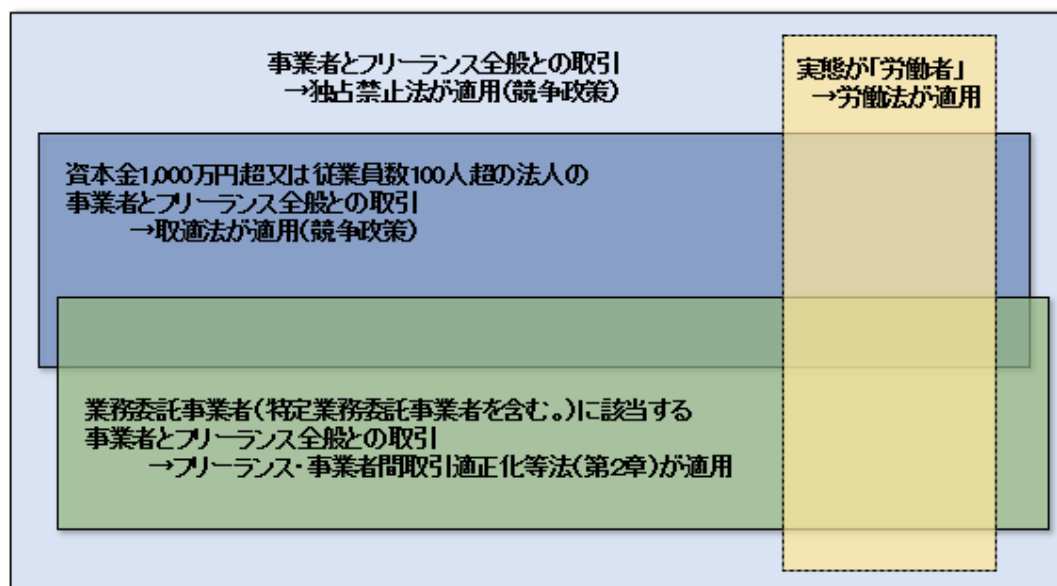 事業者とフリーランス全般との取引
→独占禁止法が適用(競争政策)
実態が「労働者」
→労働法が適用
資本金1,000万円超又は従業員数100人超の法人の
事業者とフリーランス全般との取引
→取適法が適用(競争政策)
業務委託事業者(特定業務委託事業者を含む。)に該当する
事業者とフリーランス全般との取引
→フリーランス・事業者間取引適正化等法(第2章)が適用